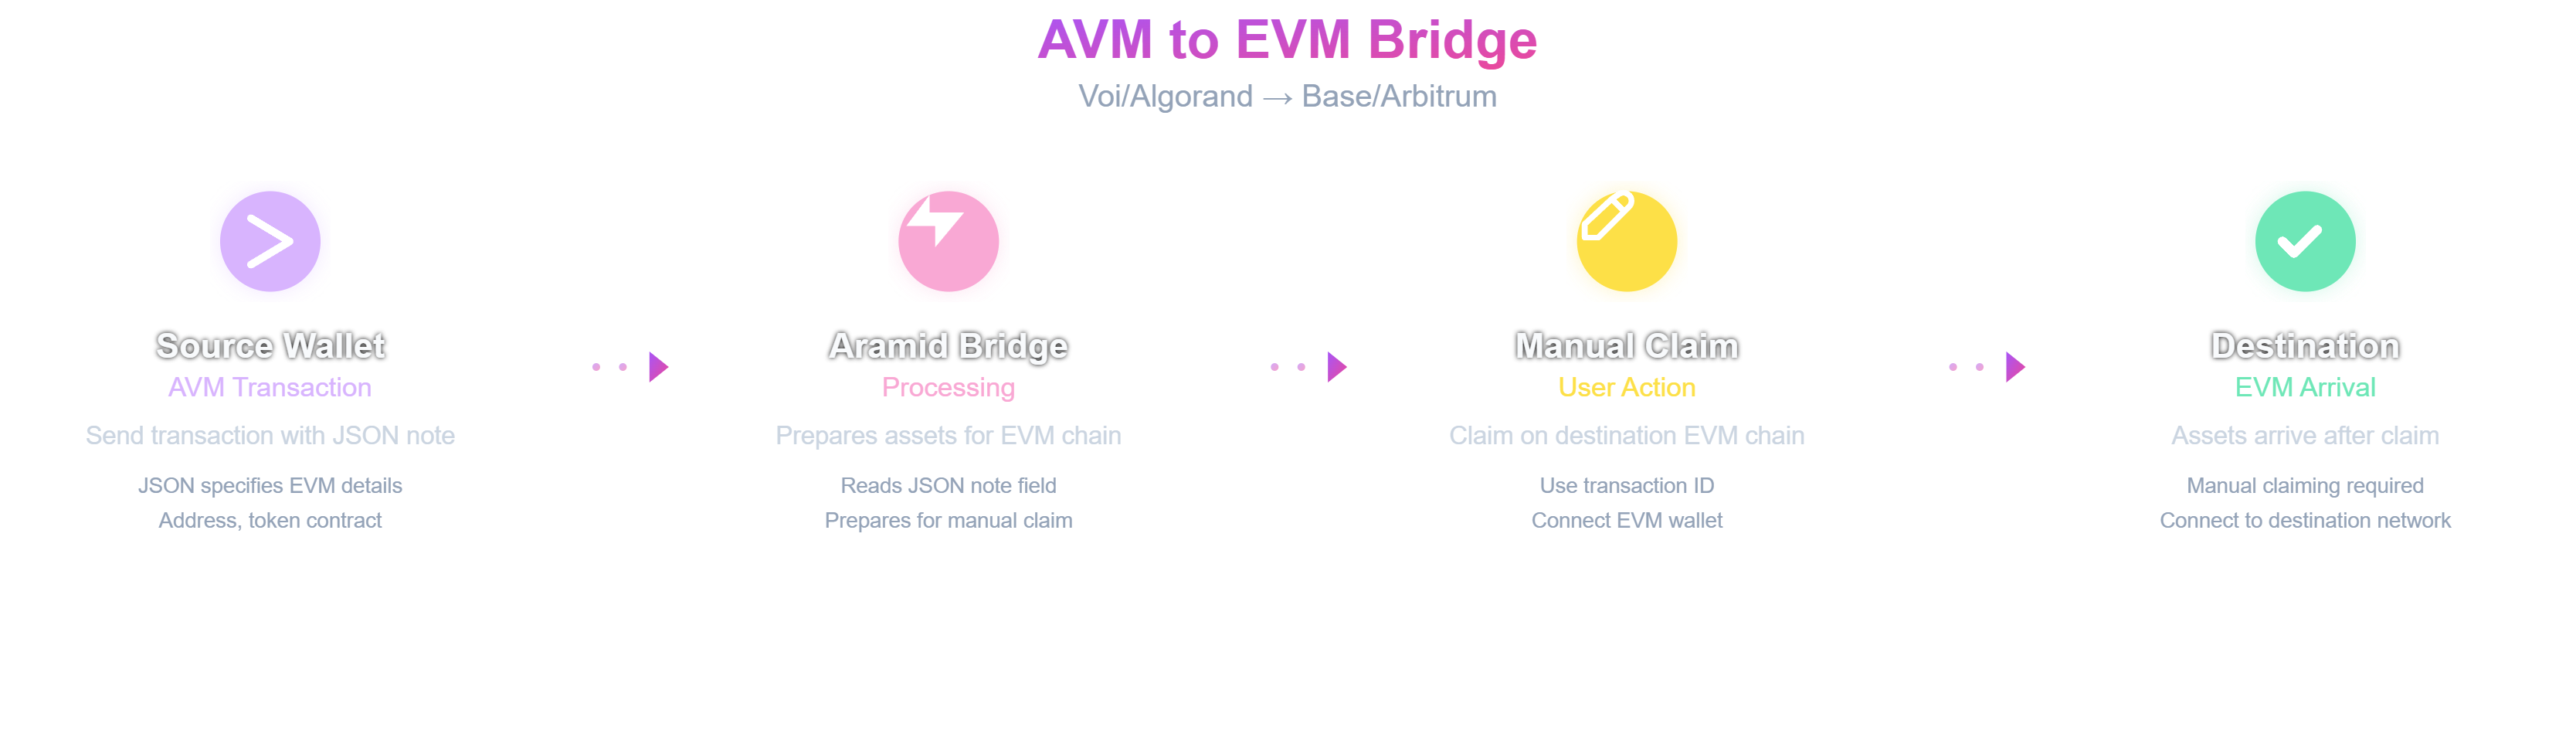 AVM to EVM Bridge
Voi/Algorand → Base/Arbitrum
Source Wallet
AVM Transaction
Send transaction with JSON note
JSON specifies EVM details
Address, token contract
Aramid Bridge
Processing
Prepares assets for EVM chain
Reads JSON note field
Prepares for manual claim
Manual Claim
User Action
Claim on destination EVM chain
Use transaction ID
Connect EVM wallet
Destination
EVM Arrival
Assets arrive after claim
Manual claiming required
Connect to destination network